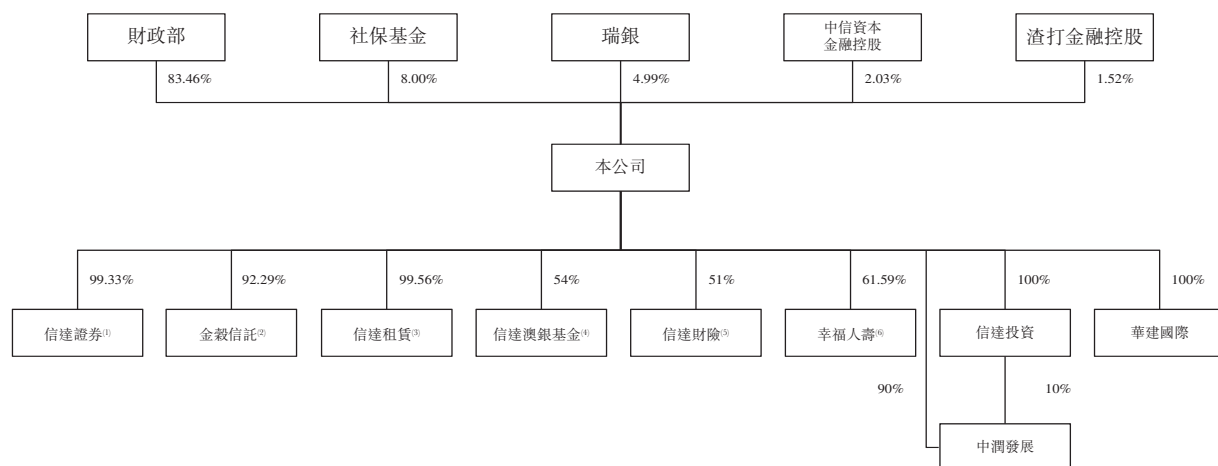 財政部
社保基金
瑞銀
中信資本
金融控股
渣打金融控股
83.46%
8.00%
4.99%
2.03%
1.52%
本公司
99.33%
92.29%
99.56%
54%
51%
61.59%
100%
100%
信達證券(1)
金穀信託(2)
信達租賃(3)
信達澳銀基金(4)
信達財險(5)
幸福人壽(6)
信達投資
華建國際
90%
10%
中潤發展